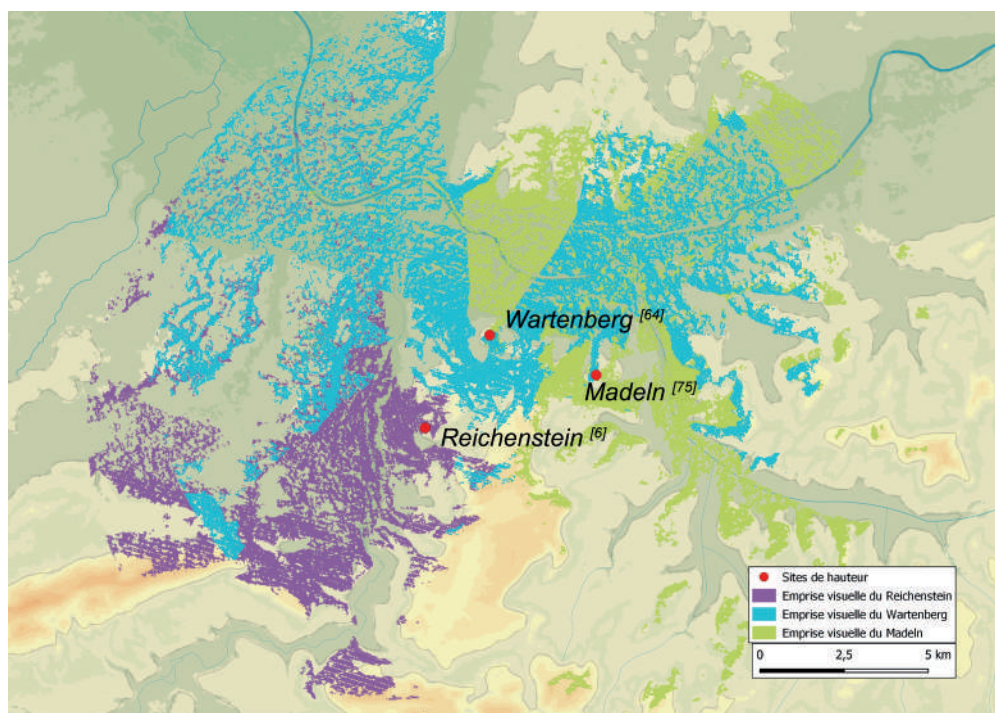 Wartenberg [64]
Madeln [75]
Reichenstein [6]
Sites de hauteur
Emprise visuelle du Reichenstein
Emprise visuelle du Wartenberg
Emprise visuelle du Madeln
0 2,5 5 km